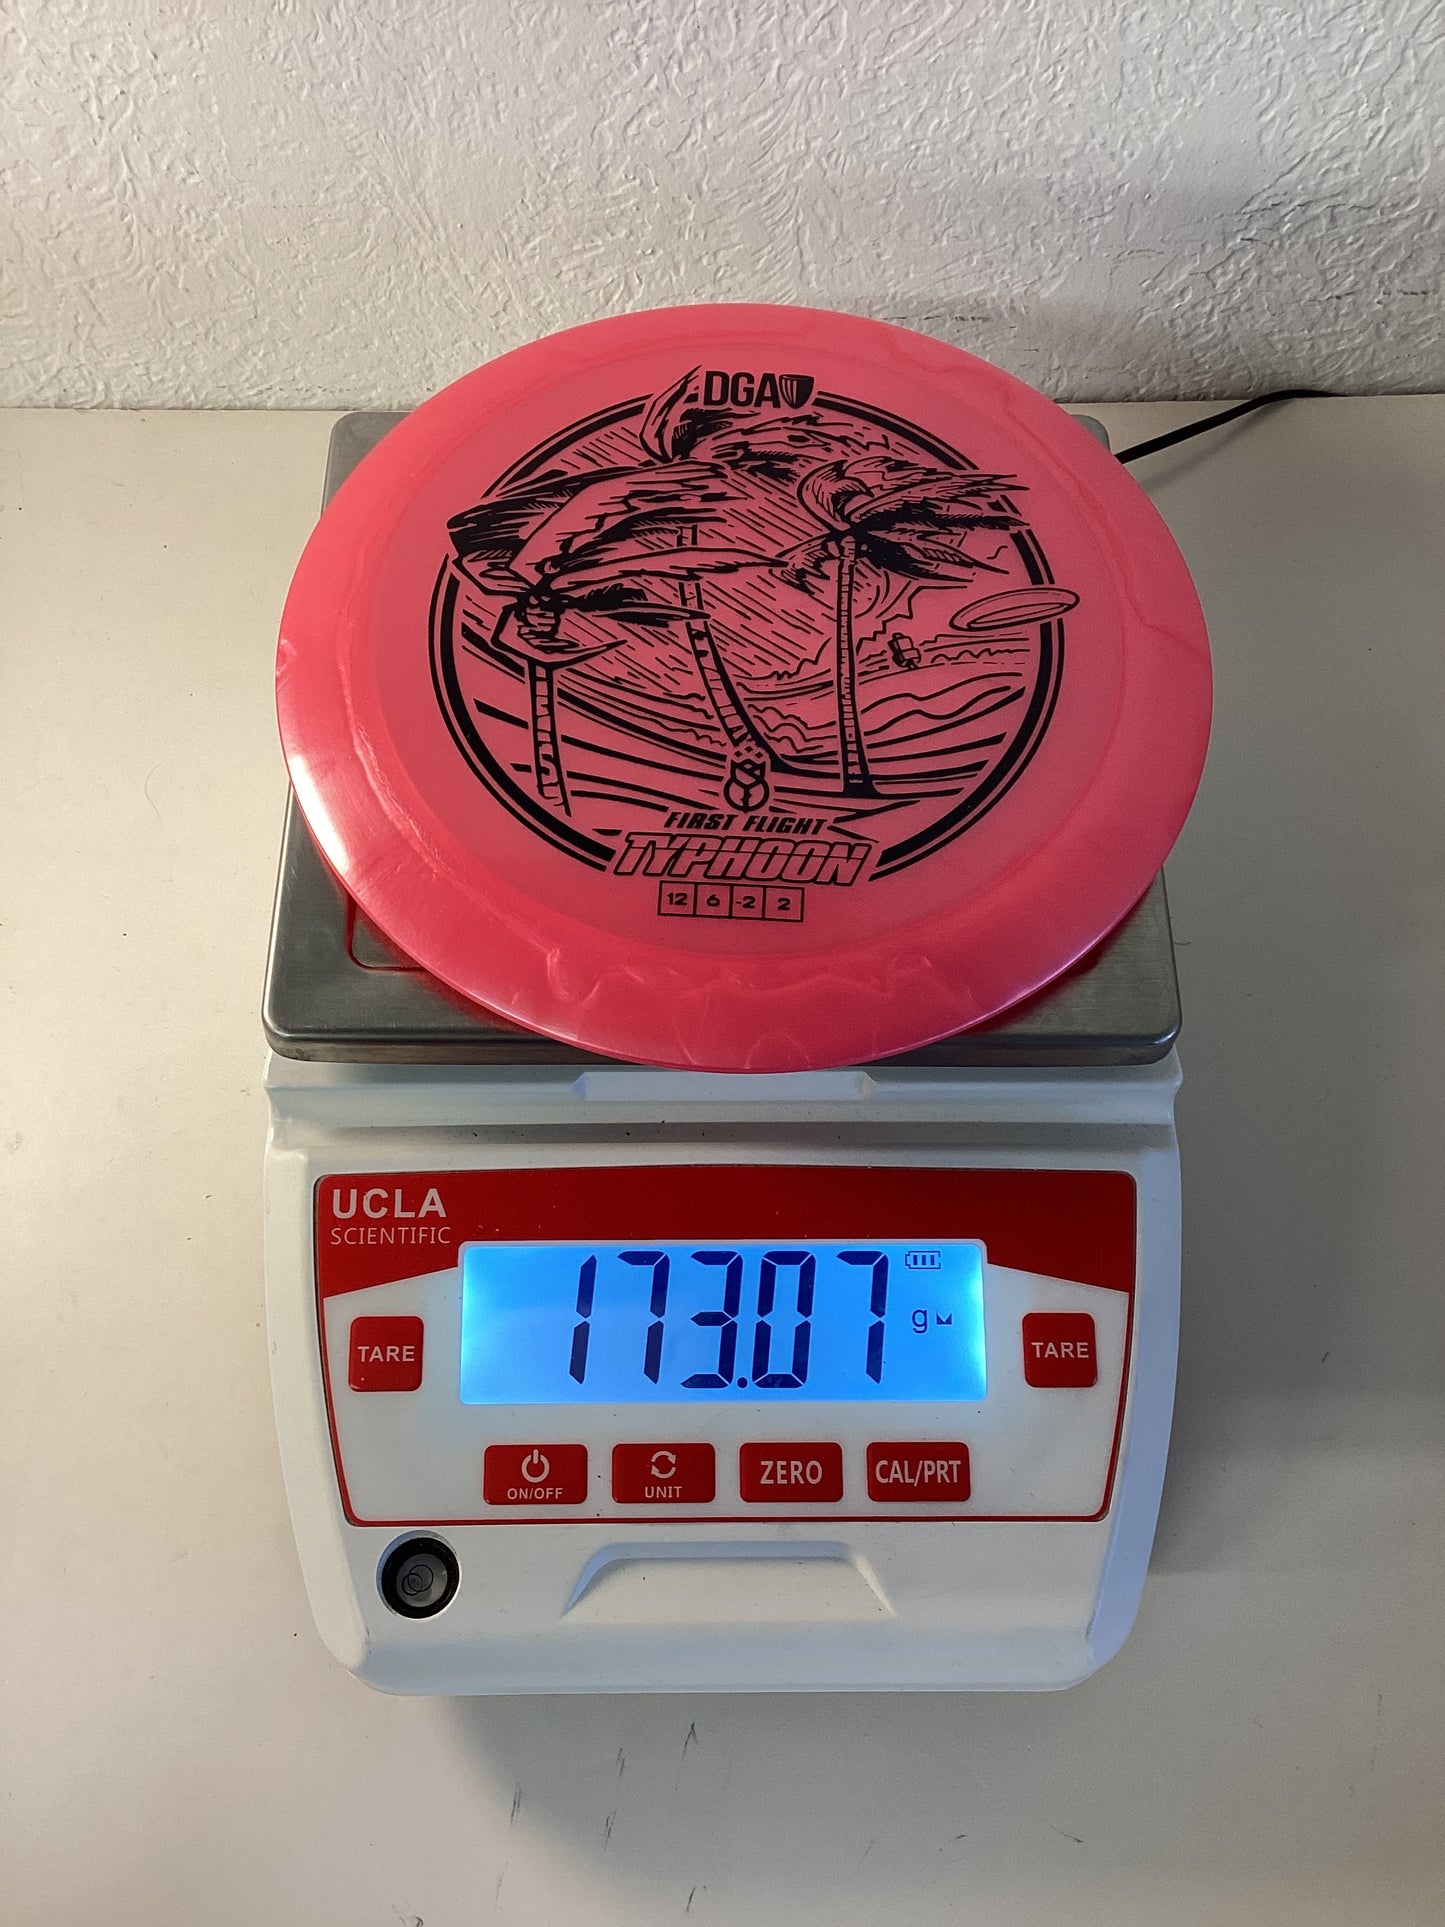 DGA
FIRST FLIGHT
TYPHOON
12 6 -2 2
UCLA
SCIENTIFIC
173.07 g
TARE
TARE
ON/OFF
UNIT
ZERO
CAL/PRT